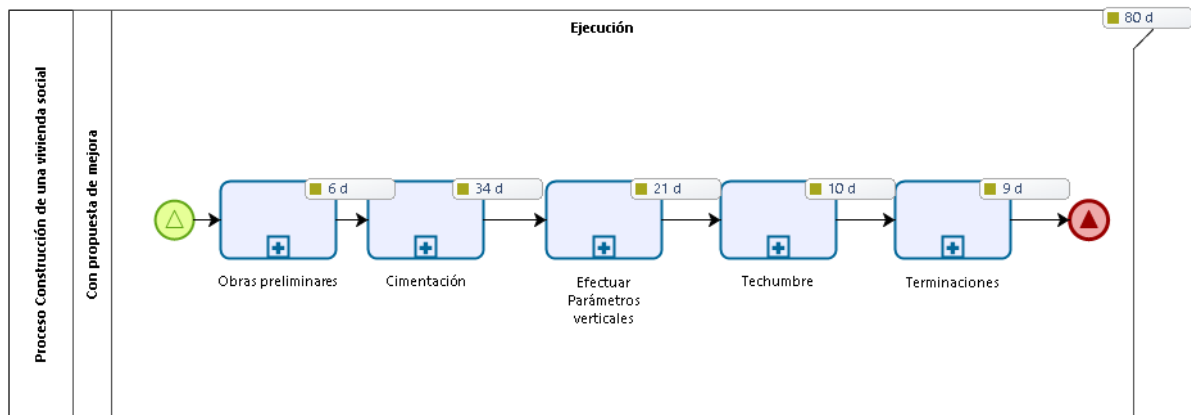 Proceso Construcción de una vivienda social
Con propuesta de mejora
Ejecución
80 d
6 d
34 d
21 d
10 d
9 d
Obras preliminares
Cimentación
Efectuar
Parámetros
verticales
Techumbre
Terminaciones